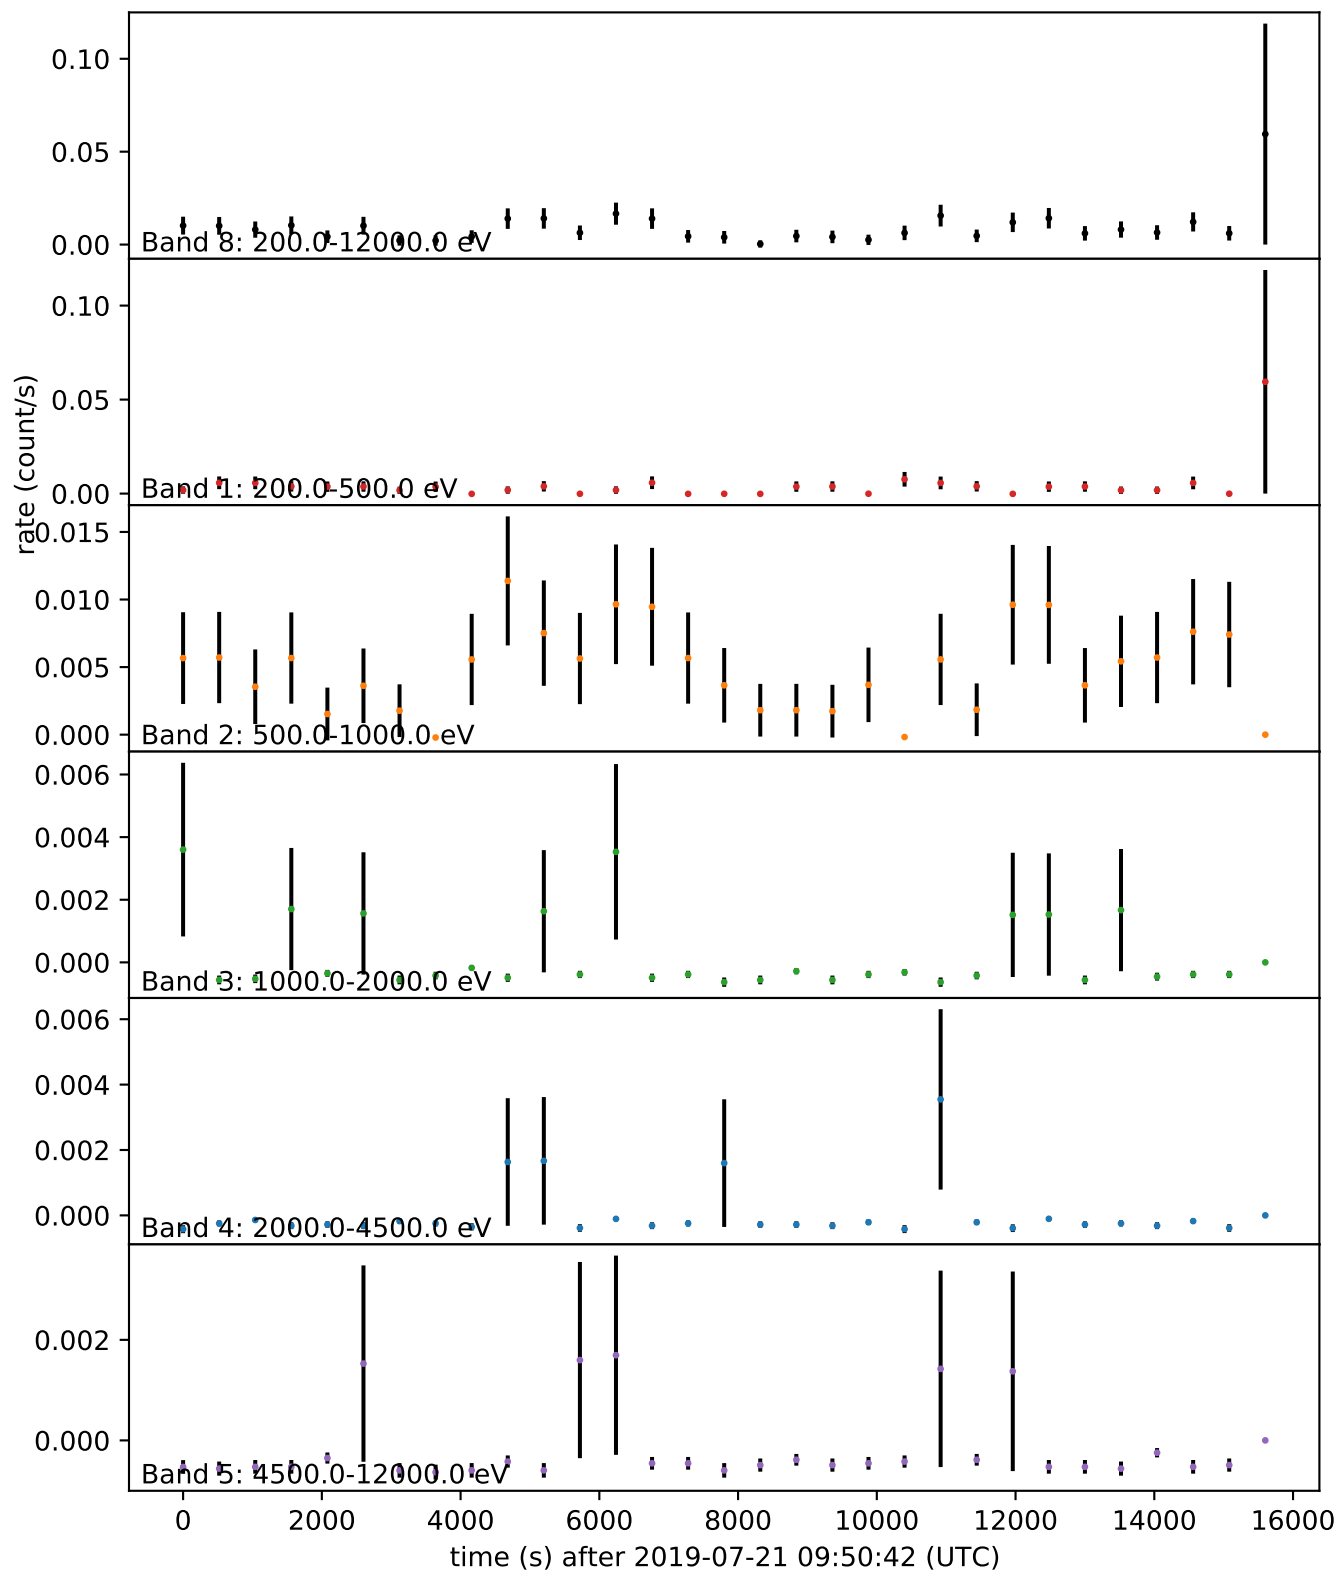 0.10
0.05
0.00
Band 8: 200.0-12000.0 eV
0.10
0.05
0.00
Band 1: 200.0-500.0 eV
rate (count/s)
0.015
0.010
0.005
0.000
Band 2: 500.0-1000.0 eV
0.006
0.004
0.002
0.000
Band 3: 1000.0-2000.0 eV
0.006
0.004
0.002
0.000
Band 4: 2000.0-4500.0 eV
0.002
0.000
Band 5: 4500.0-12000.0 eV
0 2000 4000 6000 8000 10000 12000 14000 16000
time (s) after 2019-07-21 09:50:42 (UTC)